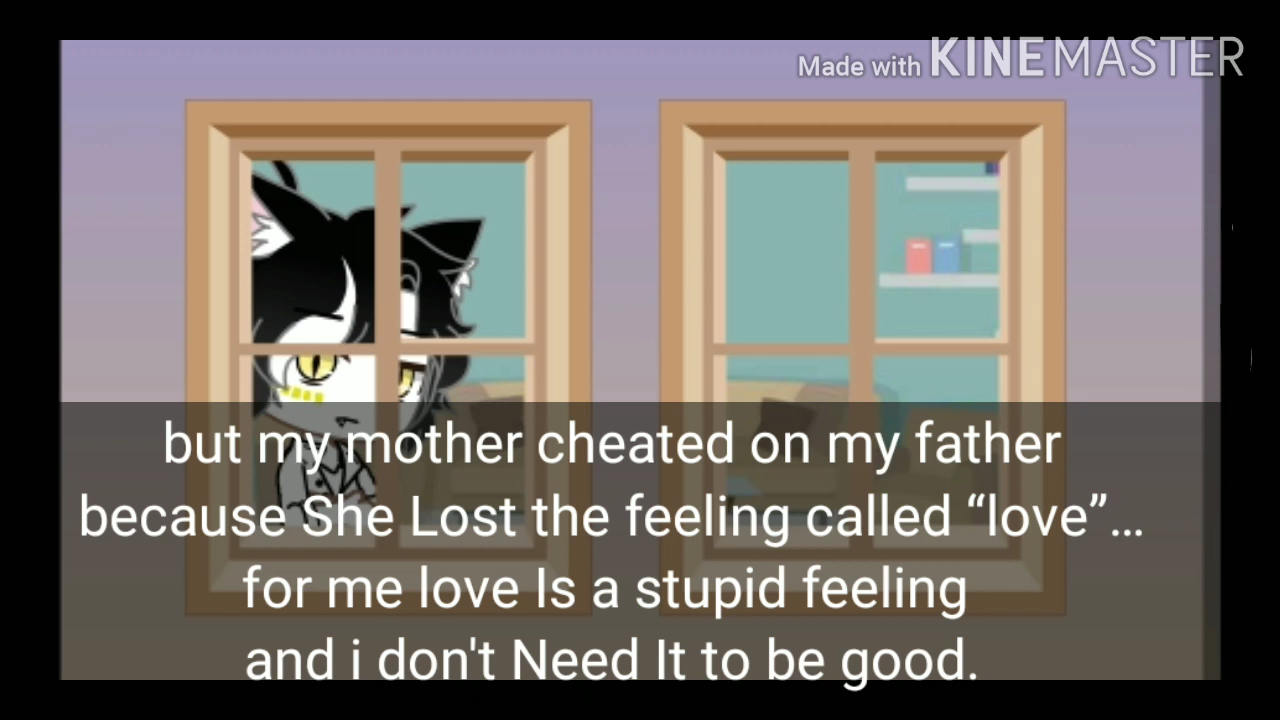 Made with KINEMASTER
but my mother cheated on my father
because She Lost the feeling called “love”...
for me love Is a stupid feeling
and i don't Need It to be good.